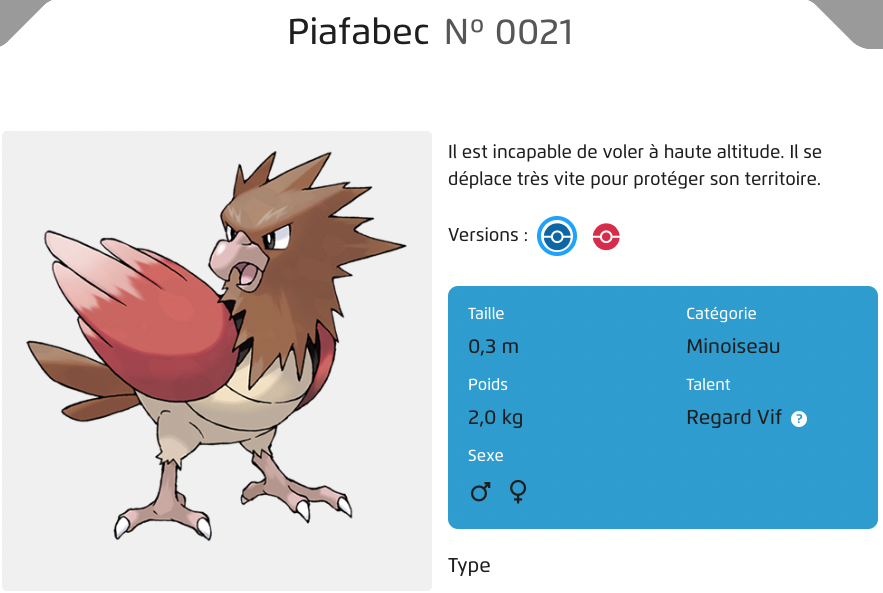 Piafabec Nº 0021
Il est incapable de voler à haute altitude. Il se
déplace très vite pour protéger son territoire.
Versions :
Taille
0,3 m
Catégorie
Minoiseau
Poids
2,0 kg
Talent
Regard Vif ?
Sexe
♂ ♀
Type